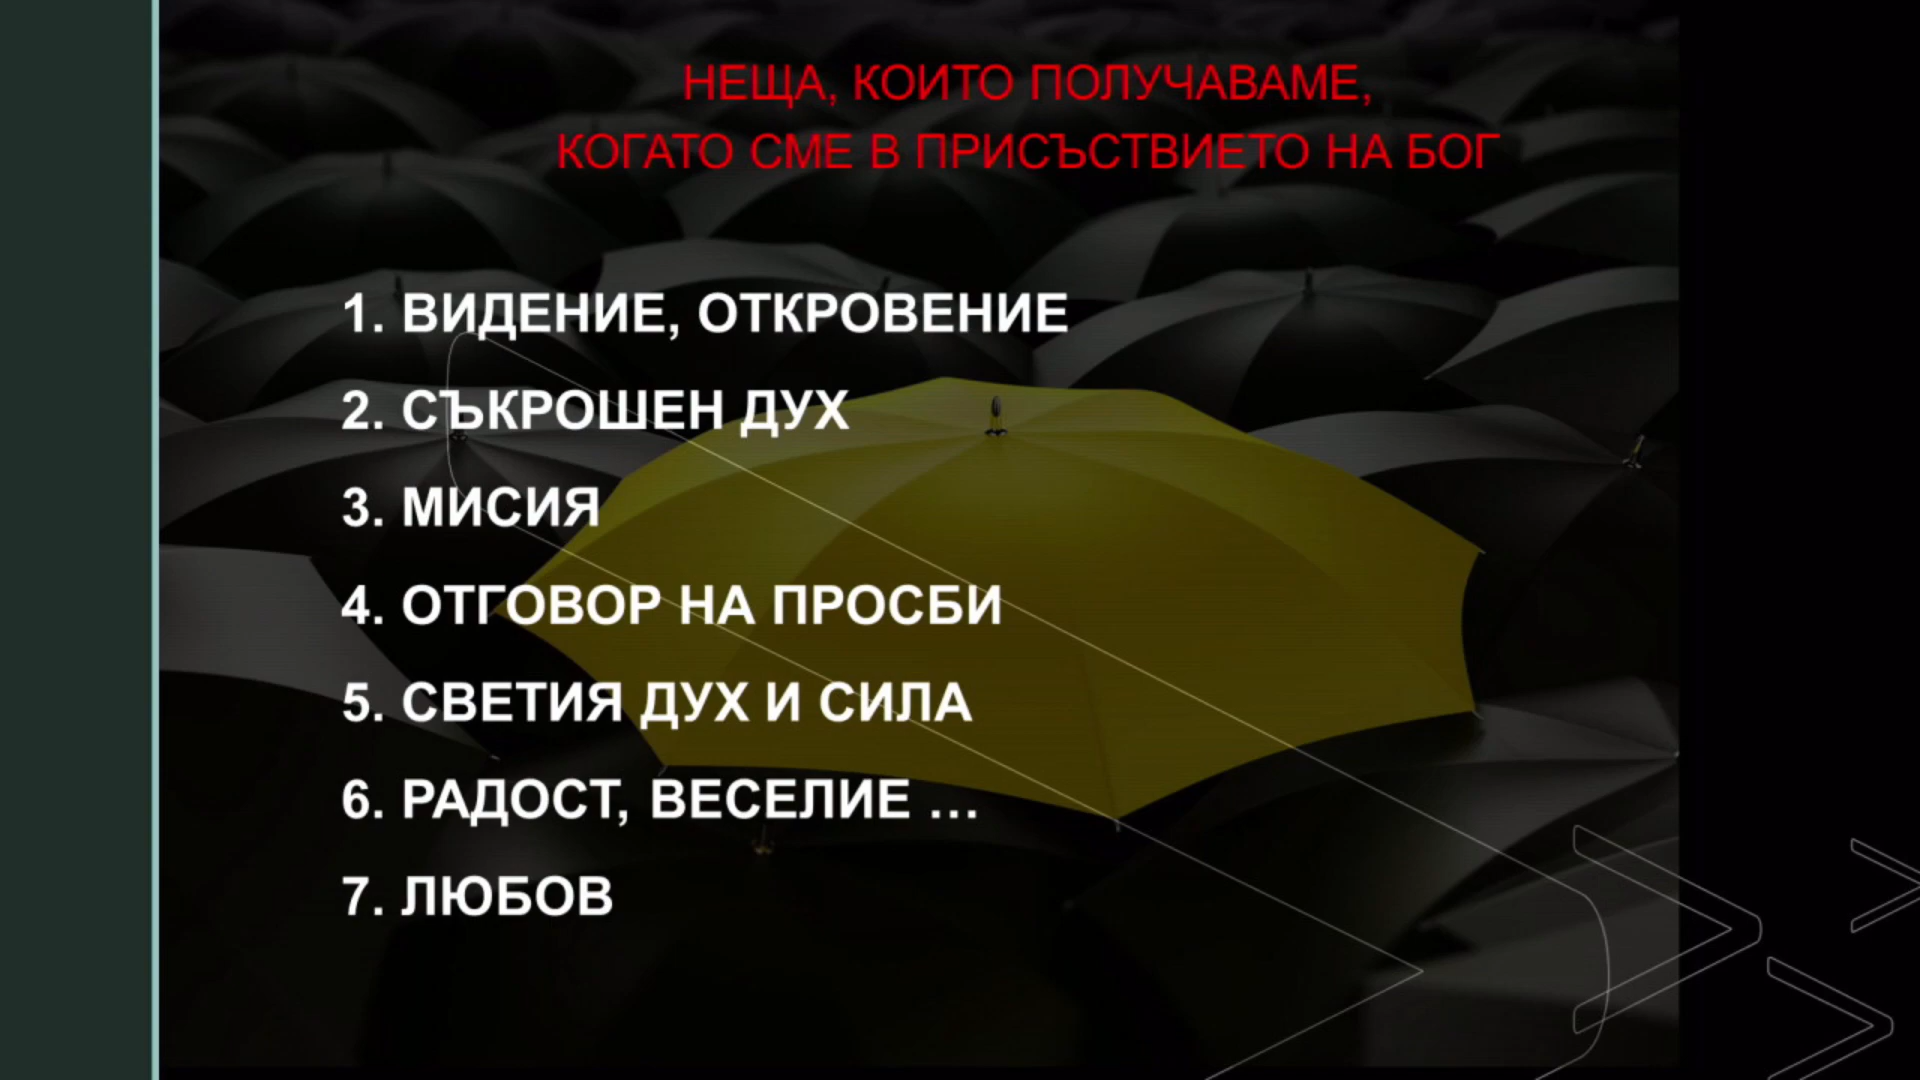 НЕЩА, КОИТО ПОЛУЧАВАМЕ,
КОГАТО СМЕ В ПРИСЪСТВИЕТО НА БОГ
1. ВИДЕНИЕ, ОТКРОВЕНИЕ
2. СЪКРОШЕН ДУХ
3. МИСИЯ
4. ОТГОВОР НА ПРОСБИ
5. СВЕТИЯ ДУХ И СИЛА
6. РАДОСТ, ВЕСЕЛИЕ ...
7. ЛЮБОВ